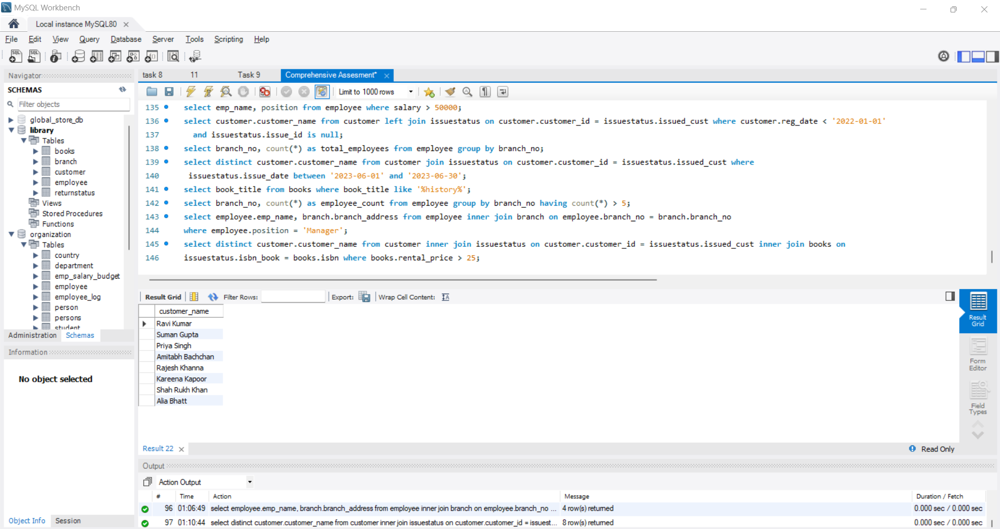 MySQL Workbench
Local instance MySQL80
File Edit View Query Database Server Tools Scripting Help
Navigator
SCHEMAS
Filter objects
global_store_db
library
Tables
books
branch
customer
employee
returnstatus
Views
Stored Procedures
Functions
organization
Tables
country
department
emp_salary_budget
employee
employee_log
person
persons
student
Administration Schemas
Information
No object selected
Object Info Session
task 8 11 Task 9 Comprehensive Assesment*
Limit to 1000 rows
135 select emp_name, position from employee where salary > 50000;
136 select customer.customer_name from customer left join issuestatus on customer.customer_id = issuestatus.issued_cust where customer.reg_date < '2022-01-01'
137 and issuestatus.issue_id is null;
138 select branch_no, count(*) as total_employees from employee group by branch_no;
139 select distinct customer.customer_name from customer join issuestatus on customer.customer_id = issuestatus.issued_cust where
140 issuestatus.issue_date between '2023-06-01' and '2023-06-30';
141 select book_title from books where book_title like '%history%';
142 select branch_no, count(*) as employee_count from employee group by branch_no having count(*) > 5;
143 select employee.emp_name, branch.branch_address from employee inner join branch on employee.branch_no = branch.branch_no
144 where employee.position = 'Manager';
145 select distinct customer.customer_name from customer inner join issuestatus on customer.customer_id = issuestatus.issued_cust inner join books on
146 issuestatus.isbn_book = books.isbn where books.rental_price > 25;
Result Grid Filter Rows: Export: Wrap Cell Content:
customer_name
Ravi Kumar
Suman Gupta
Priya Singh
Amitabh Bachchan
Rajesh Khanna
Kareena Kapoor
Shah Rukh Khan
Alia Bhatt
Result Grid
Form Editor
Field Types
Result 22 Read Only
Output
Action Output
# Time Action Message Duration / Fetch
96 01:06:49 select employee.emp_name, branch.branch_address from employee inner join branch on employee.branch_no ... 4 row(s) returned 0.000 sec / 0.000 sec
97 01:10:44 select distinct customer.customer_name from customer inner join issuestatus on customer.customer_id = issuest... 8 row(s) returned 0.000 sec / 0.000 sec